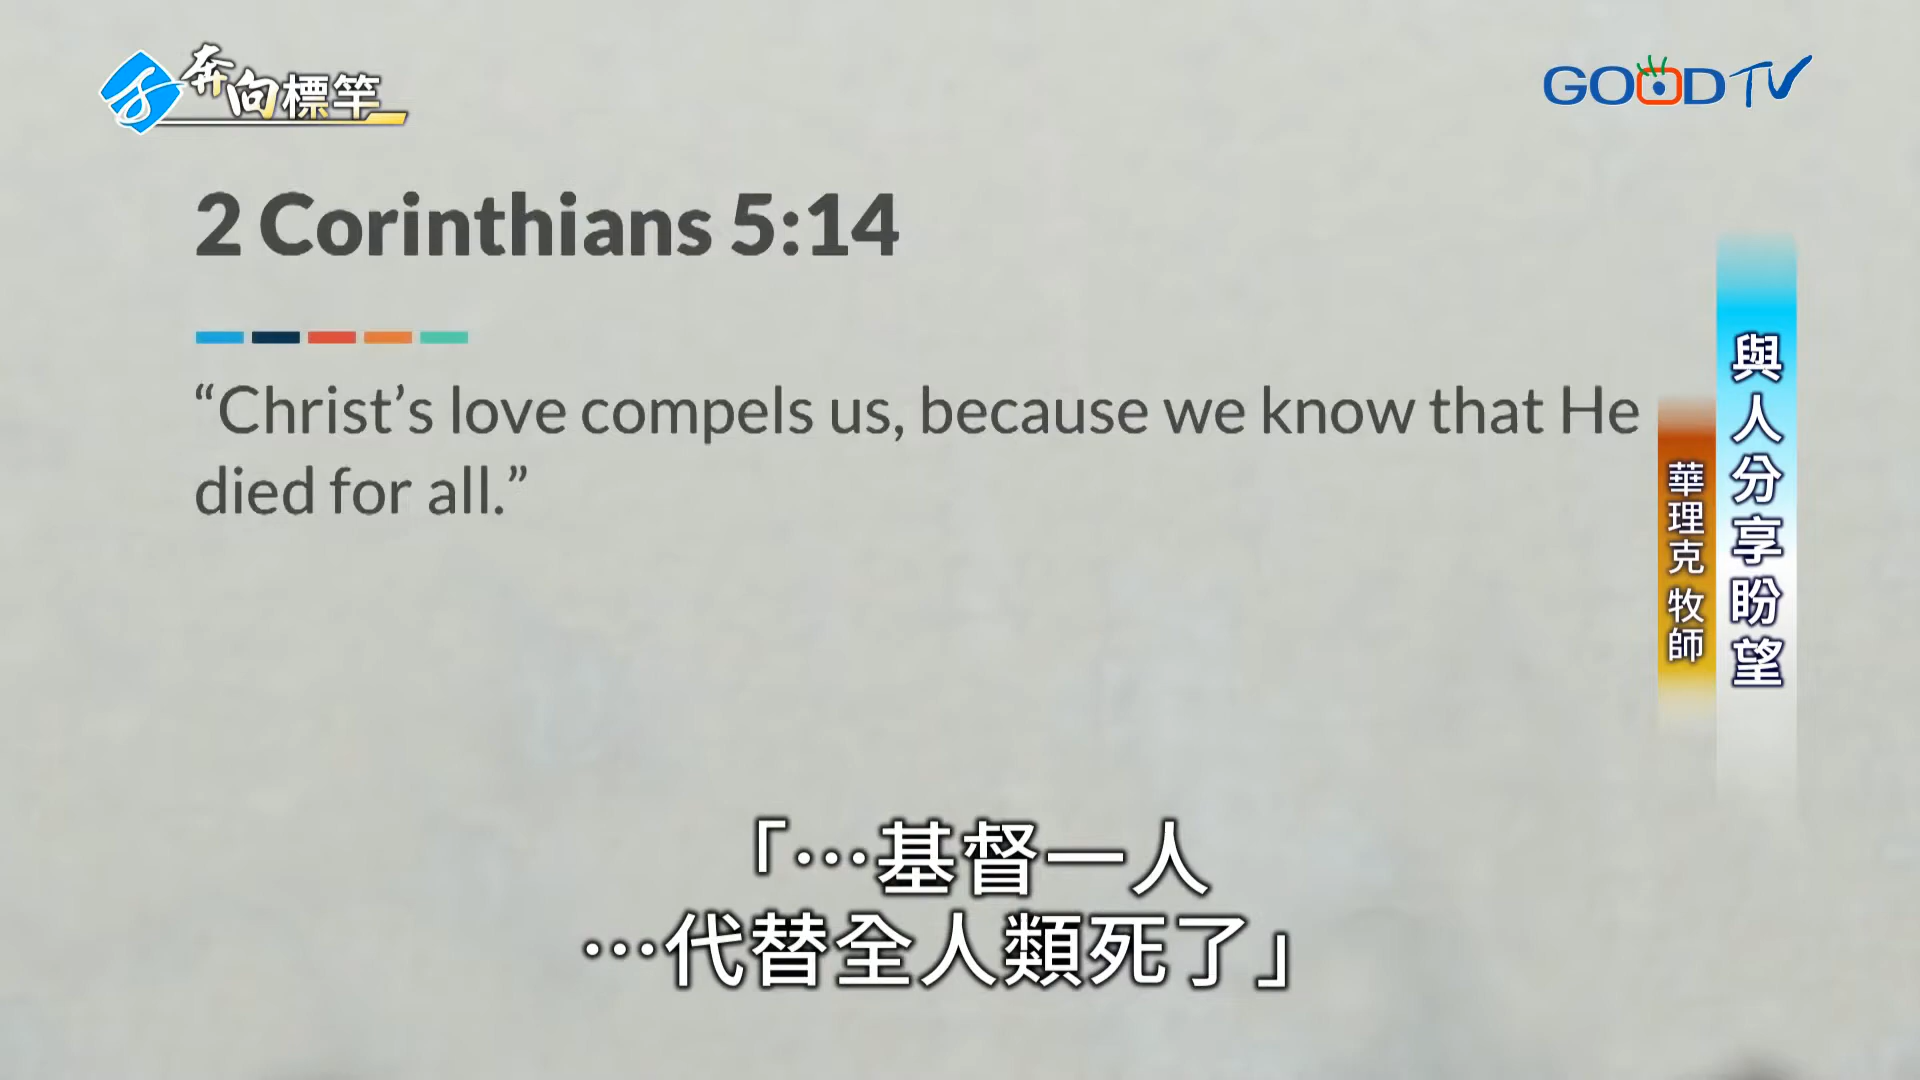 奔向標竿
GOOD TV
2 Corinthians 5:14
“Christ’s love compels us, because we know that He
died for all.”
與人分享盼望
華理克 牧師
「…基督一人
…代替全人類死了」